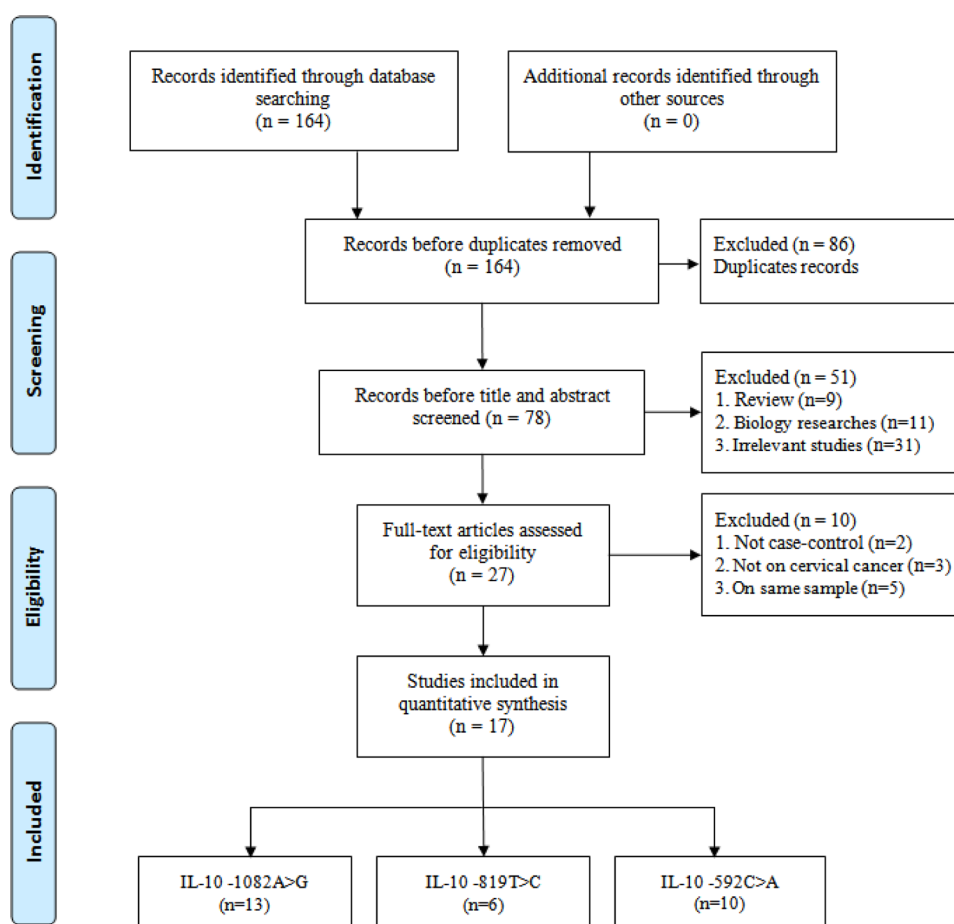 Identification
Records identified through database
searching
(n = 164)
Additional records identified through
other sources
(n = 0)
Records before duplicates removed
(n = 164)
Excluded (n = 86)
Duplicates records
Screening
Records before title and abstract
screened (n = 78)
Excluded (n = 51)
1. Review (n=9)
2. Biology researches (n=11)
3. Irrelevant studies (n=31)
Eligibility
Full-text articles assessed
for eligibility
(n = 27)
Excluded (n = 10)
1. Not case-control (n=2)
2. Not on cervical cancer (n=3)
3. On same sample (n=5)
Studies included in
quantitative synthesis
(n = 17)
Included
IL-10 -1082A>G
(n=13)
IL-10 -819T>C
(n=6)
IL-10 -592C>A
(n=10)